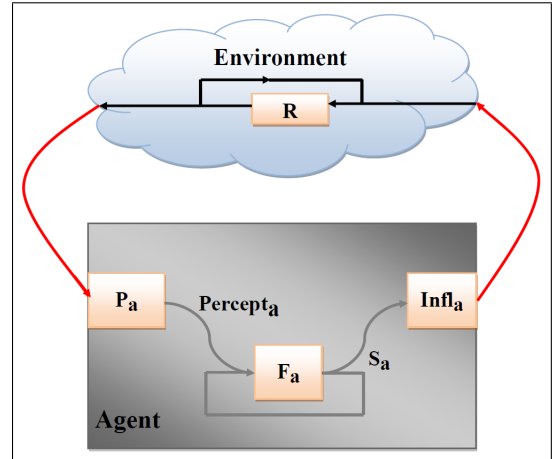 Environment
R
Pa
Percepta
Infla
Fa
Sa
Agent